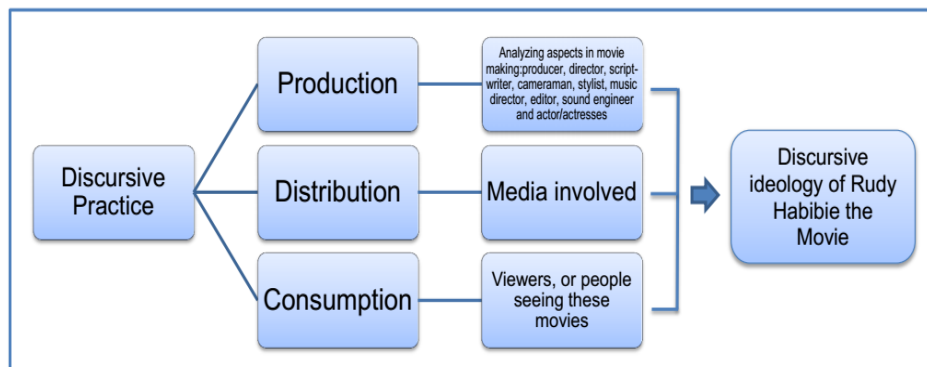 Discursive
Practice
Production
Analyzing aspects in movie
making:producer, director, script-
writer, cameraman, stylist, music
director, editor, sound engineer
and actor/actresses
Distribution
Media involved
Consumption
Viewers, or people
seeing these
movies
Discursive
ideology of Rudy
Habibie the
Movie